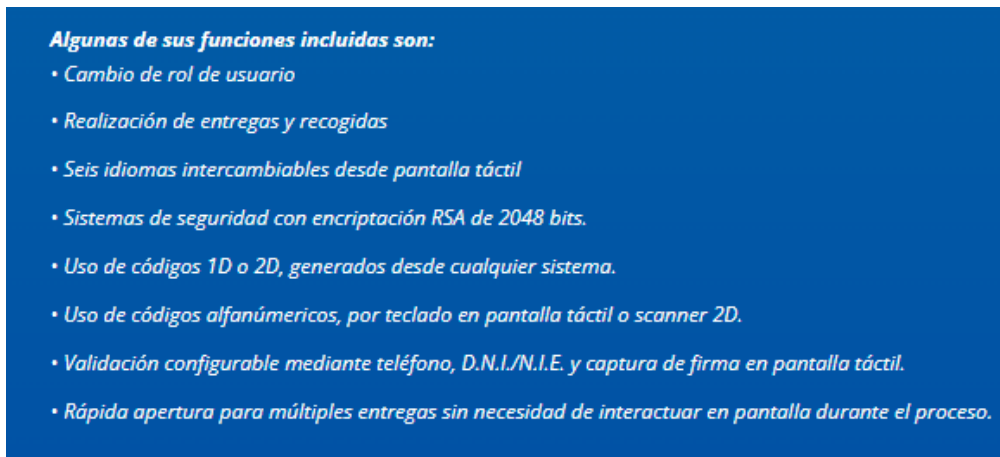 Algunas de sus funciones incluidas son:
• Cambio de rol de usuario
• Realización de entregas y recogidas
• Seis idiomas intercambiables desde pantalla táctil
• Sistemas de seguridad con encriptación RSA de 2048 bits.
• Uso de códigos 1D o 2D, generados desde cualquier sistema.
• Uso de códigos alfanúmericos, por teclado en pantalla táctil o scanner 2D.
• Validación configurable mediante teléfono, D.N.I./N.I.E. y captura de firma en pantalla táctil.
• Rápida apertura para múltiples entregas sin necesidad de interactuar en pantalla durante el proceso.